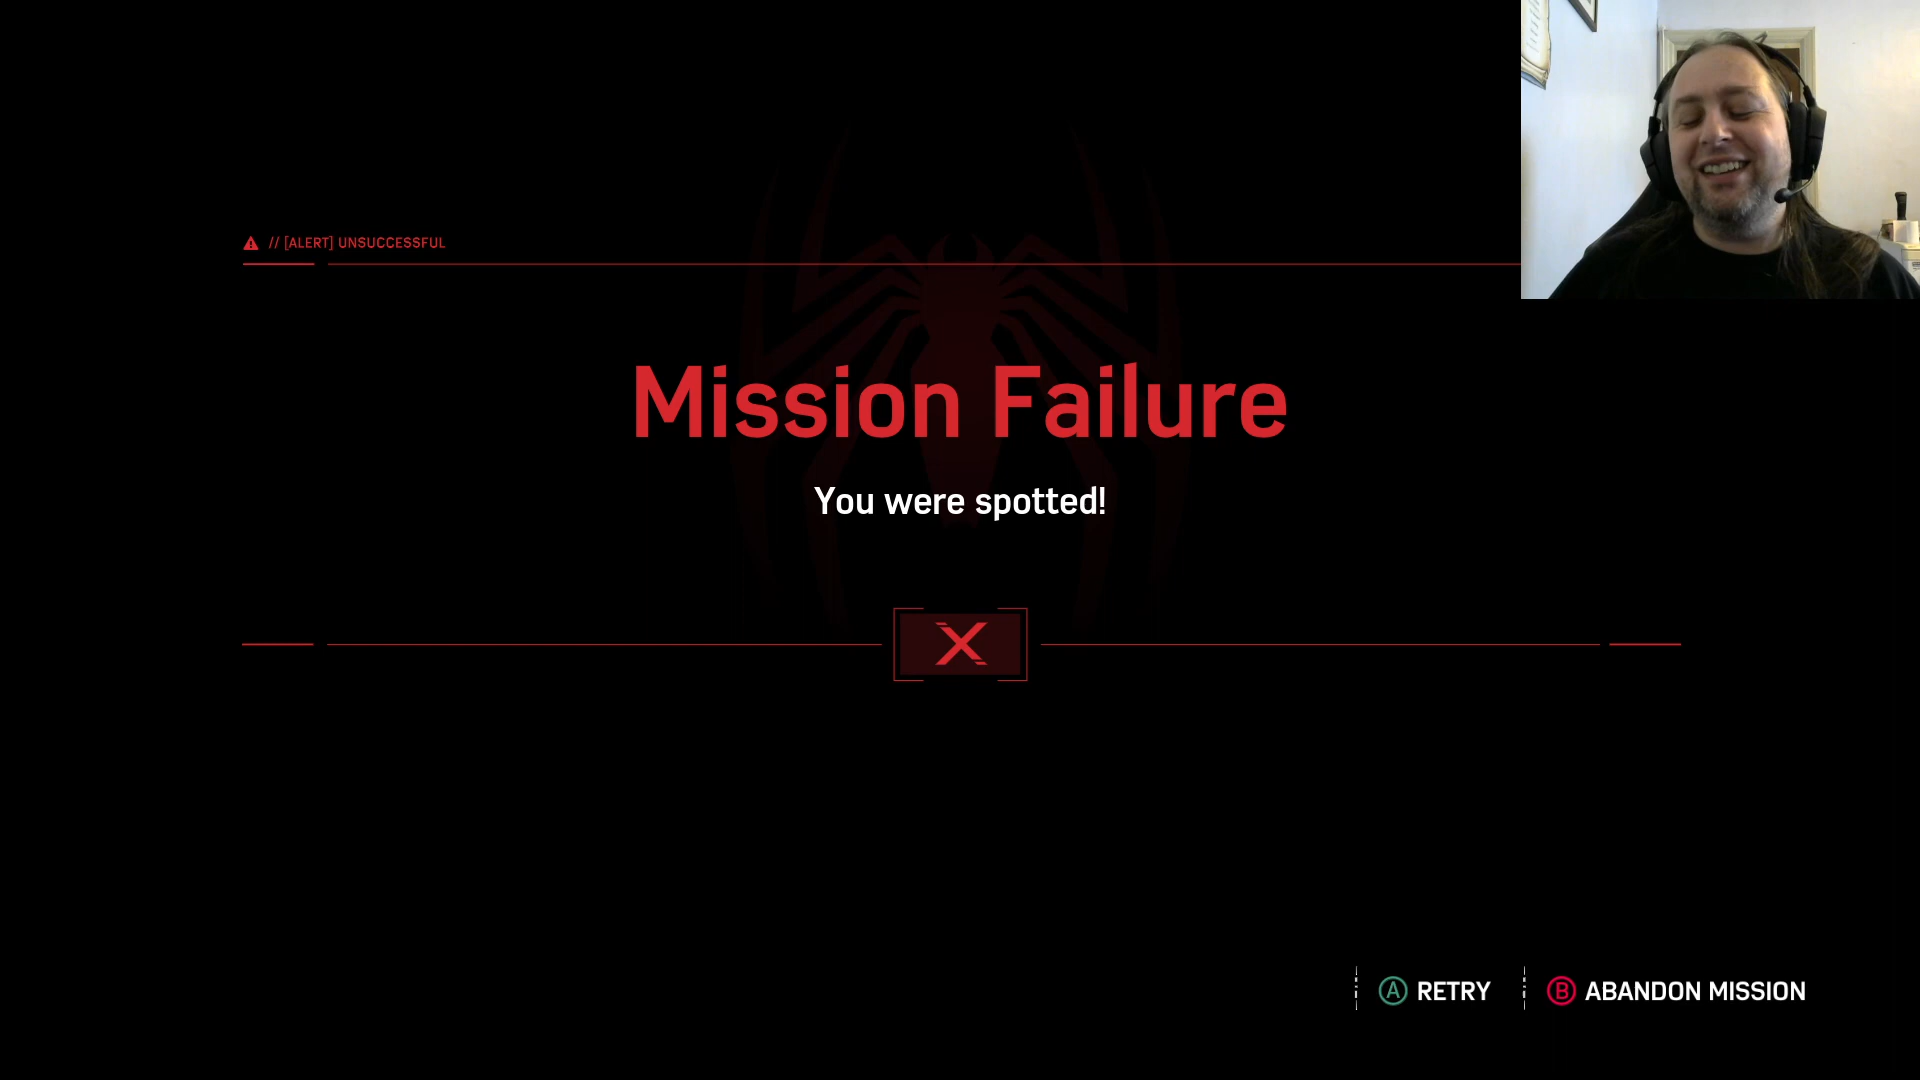 // [ALERT] UNSUCCESSFUL
Mission Failure
You were spotted!
X
A RETRY
B ABANDON MISSION